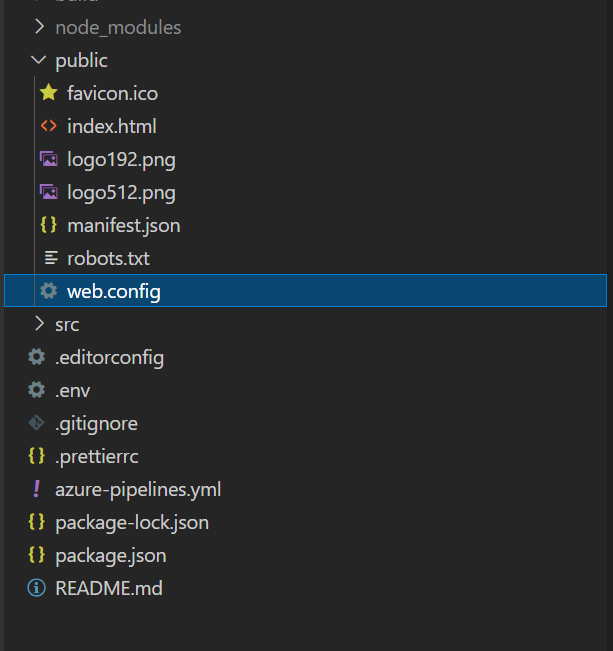 node_modules
public
favicon.ico
index.html
logo192.png
logo512.png
manifest.json
robots.txt
web.config
src
.editorconfig
.env
.gitignore
.prettierrc
azure-pipelines.yml
package-lock.json
package.json
README.md